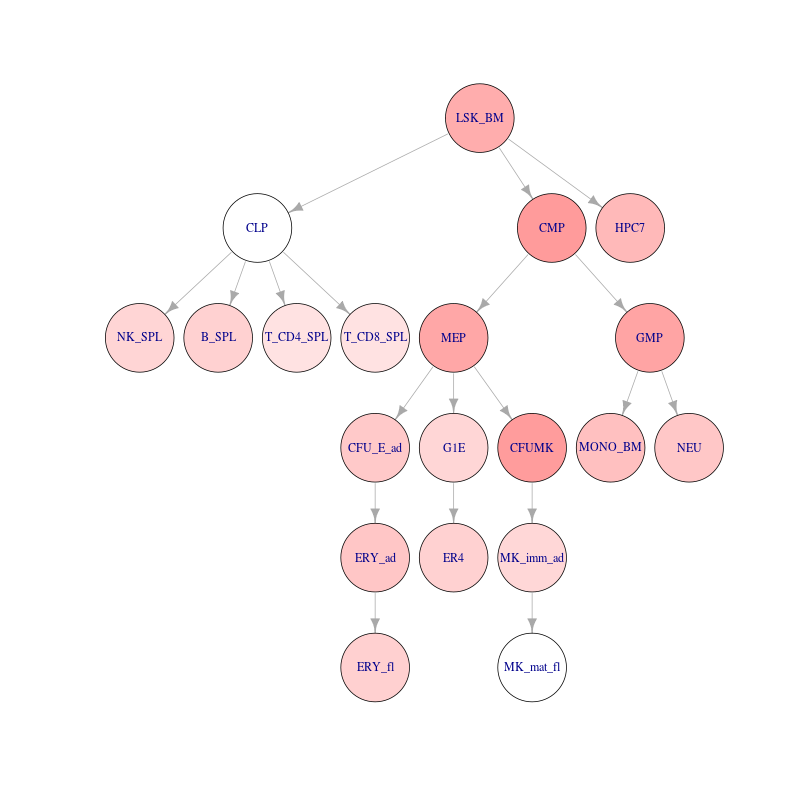 LSK_BM
CLP
CMP
HPC7
NK_SPL
B_SPL
T_CD4_SPL
T_CD8_SPL
MEP
GMP
CFU_E_ad
G1E
CFUMK
MONO_BM
NEU
ERY_ad
ER4
MK_imm_ad
ERY_fl
MK_mat_fl